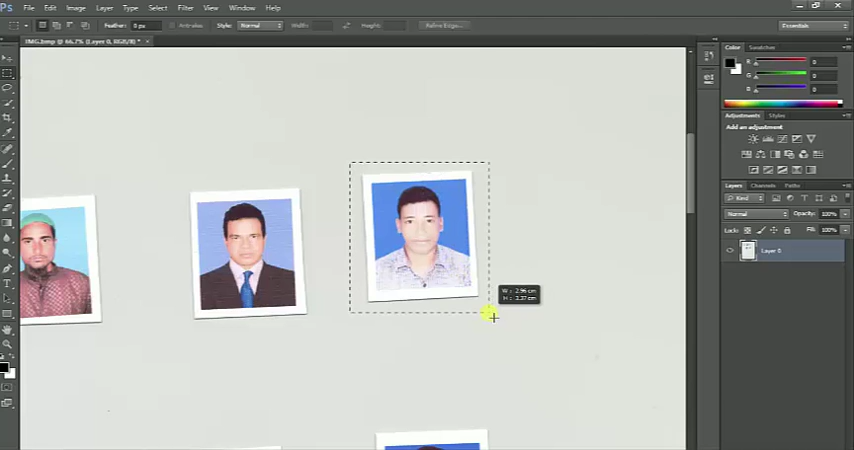 Ps File Edit Image Layer Type Select Filter View Window Help
Feather: 0 px Anti-alias Style: Normal Width: Height: Refine Edge...
Essentials
IMG.bmp @ 66.7% (Layer 0, RGB/8) *
Color Swatches
R 0
G 0
B 0
Adjustments Styles
Add an adjustment
W: 2.96 cm
H: 3.37 cm
Layers Channels Paths
Kind
Normal Opacity: 100%
Lock: Fill: 100%
Layer 0